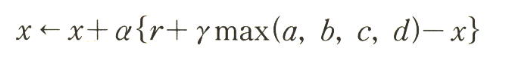 x ← x + α{r + γ max(a, b, c, d) − x}